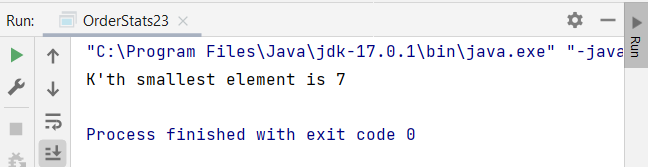 Run: OrderStats23
"C:\Program Files\Java\jdk-17.0.1\bin\java.exe" "-java
K'th smallest element is 7
Process finished with exit code 0
Run